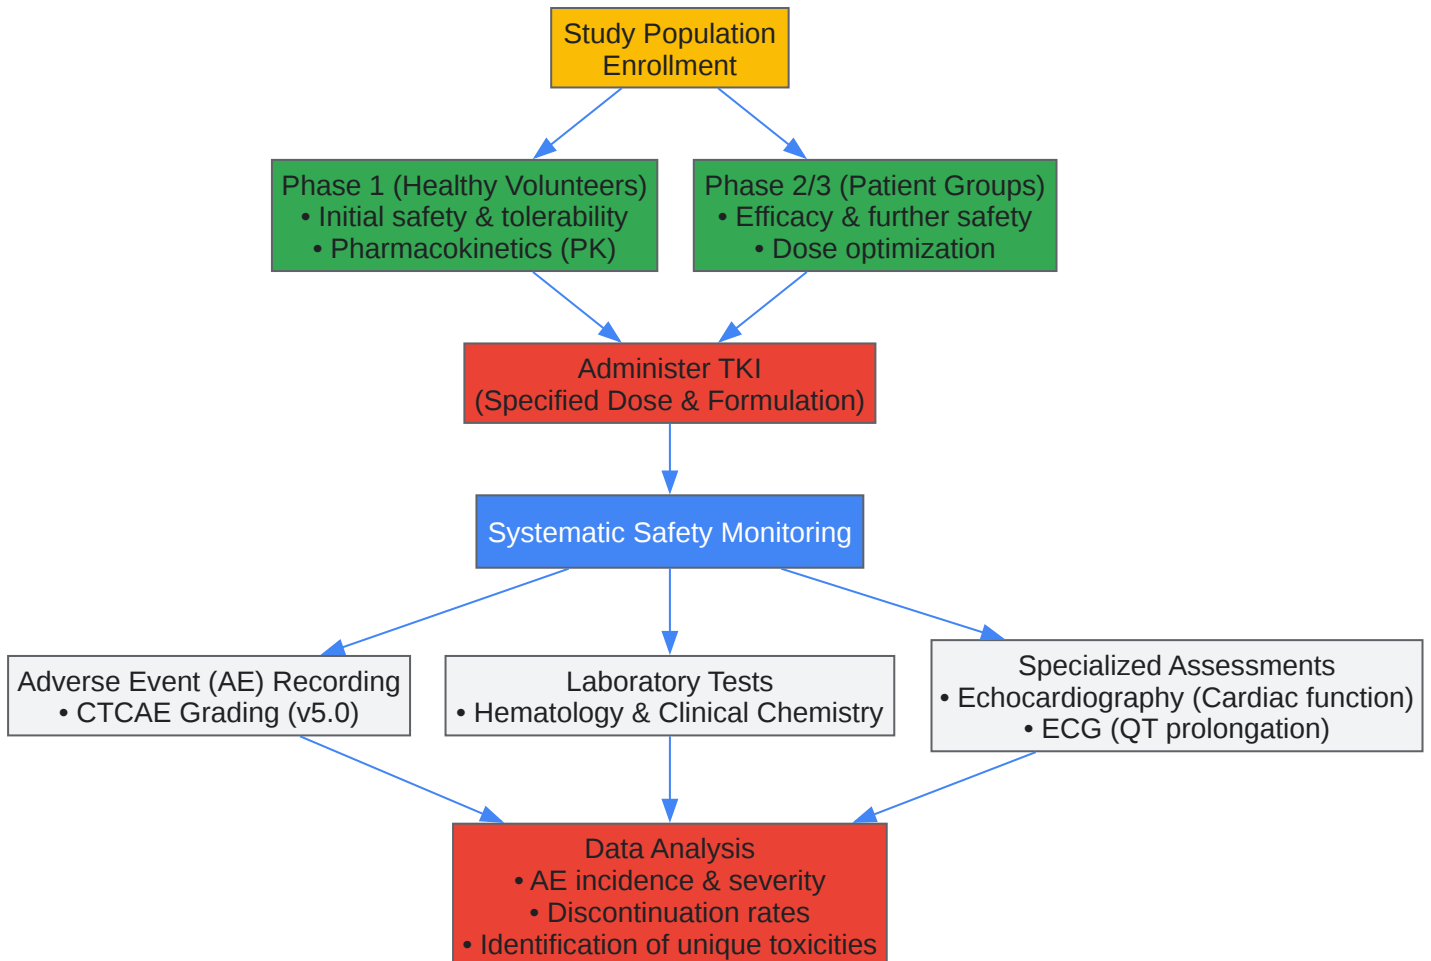 Study Population
Enrollment
Phase 1 (Healthy Volunteers)
• Initial safety & tolerability
• Pharmacokinetics (PK)
Phase 2/3 (Patient Groups)
• Efficacy & further safety
• Dose optimization
Administer TKI
(Specified Dose & Formulation)
Systematic Safety Monitoring
Adverse Event (AE) Recording
• CTCAE Grading (v5.0)
Laboratory Tests
• Hematology & Clinical Chemistry
Specialized Assessments
• Echocardiography (Cardiac function)
• ECG (QT prolongation)
Data Analysis
• AE incidence & severity
• Discontinuation rates
• Identification of unique toxicities